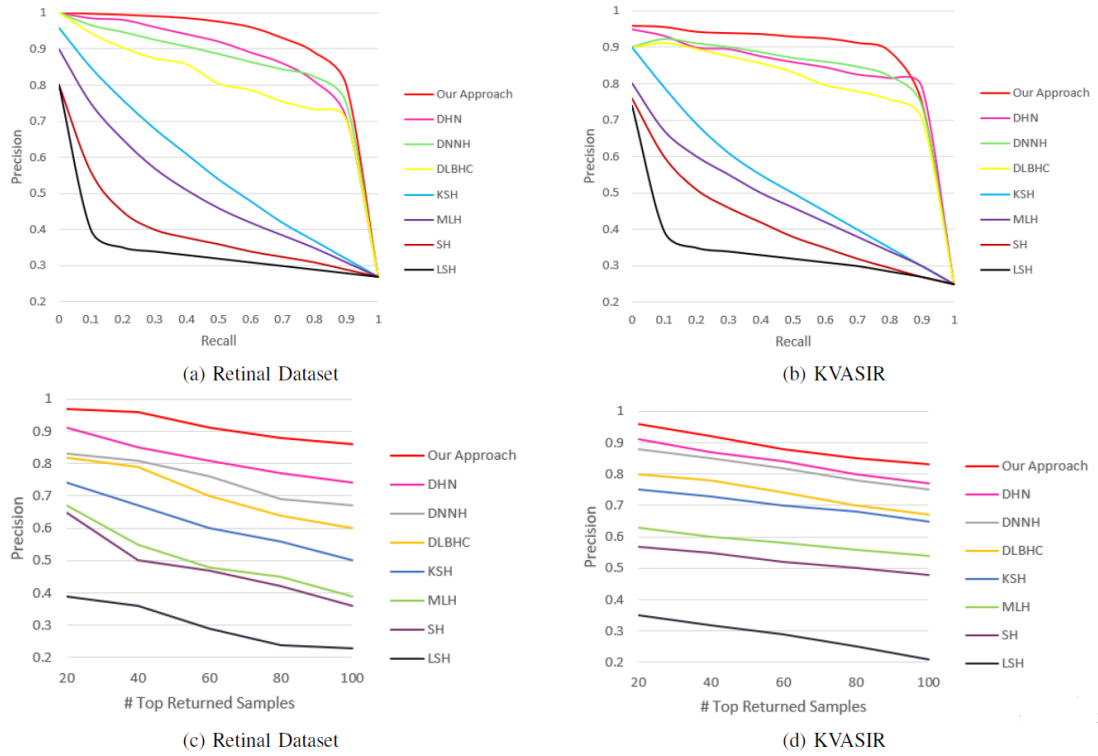 1
0.9
0.8
0.7
0.6
0.5
0.4
0.3
0.2
Precision
0 0.1 0.2 0.3 0.4 0.5 0.6 0.7 0.8 0.9 1
Recall
Our Approach
DHN
DNNH
DLBHC
KSH
MLH
SH
LSH
(a) Retinal Dataset
1
0.9
0.8
0.7
0.6
0.5
0.4
0.3
0.2
Precision
0 0.1 0.2 0.3 0.4 0.5 0.6 0.7 0.8 0.9 1
Recall
Our Approach
DHN
DNNH
DLBHC
KSH
MLH
SH
LSH
(b) KVASIR
1
0.9
0.8
0.7
0.6
0.5
0.4
0.3
0.2
Precision
20 40 60 80 100
# Top Returned Samples
Our Approach
DHN
DNNH
DLBHC
KSH
MLH
SH
LSH
(c) Retinal Dataset
1
0.9
0.8
0.7
0.6
0.5
0.4
0.3
0.2
Precision
20 40 60 80 100
# Top Returned Samples
Our Approach
DHN
DNNH
DLBHC
KSH
MLH
SH
LSH
(d) KVASIR